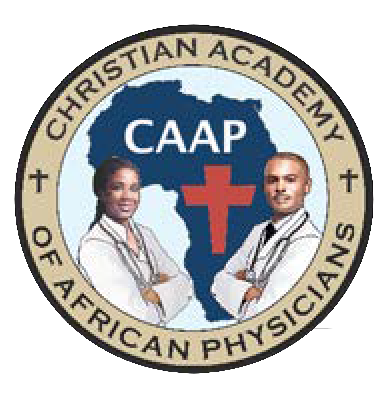 CHRISTIAN ACADEMY
CAAP
OF AFRICAN PHYSICIANS